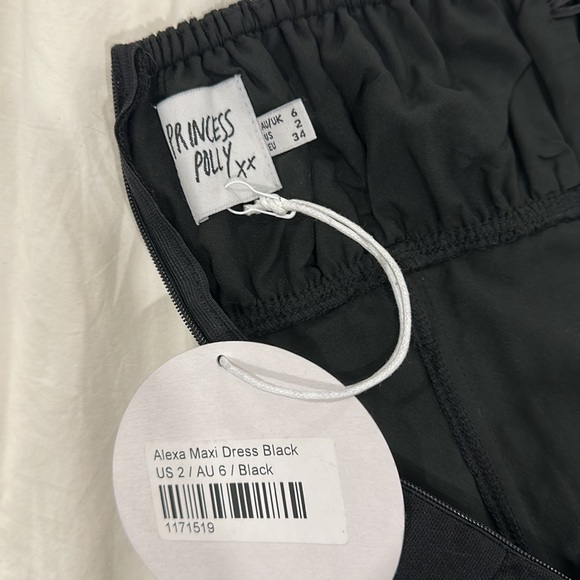 PRINCESS
POLLY xx
AU/UK 6
US 2
EU 34
Alexa Maxi Dress Black
US 2 / AU 6 / Black
1171519